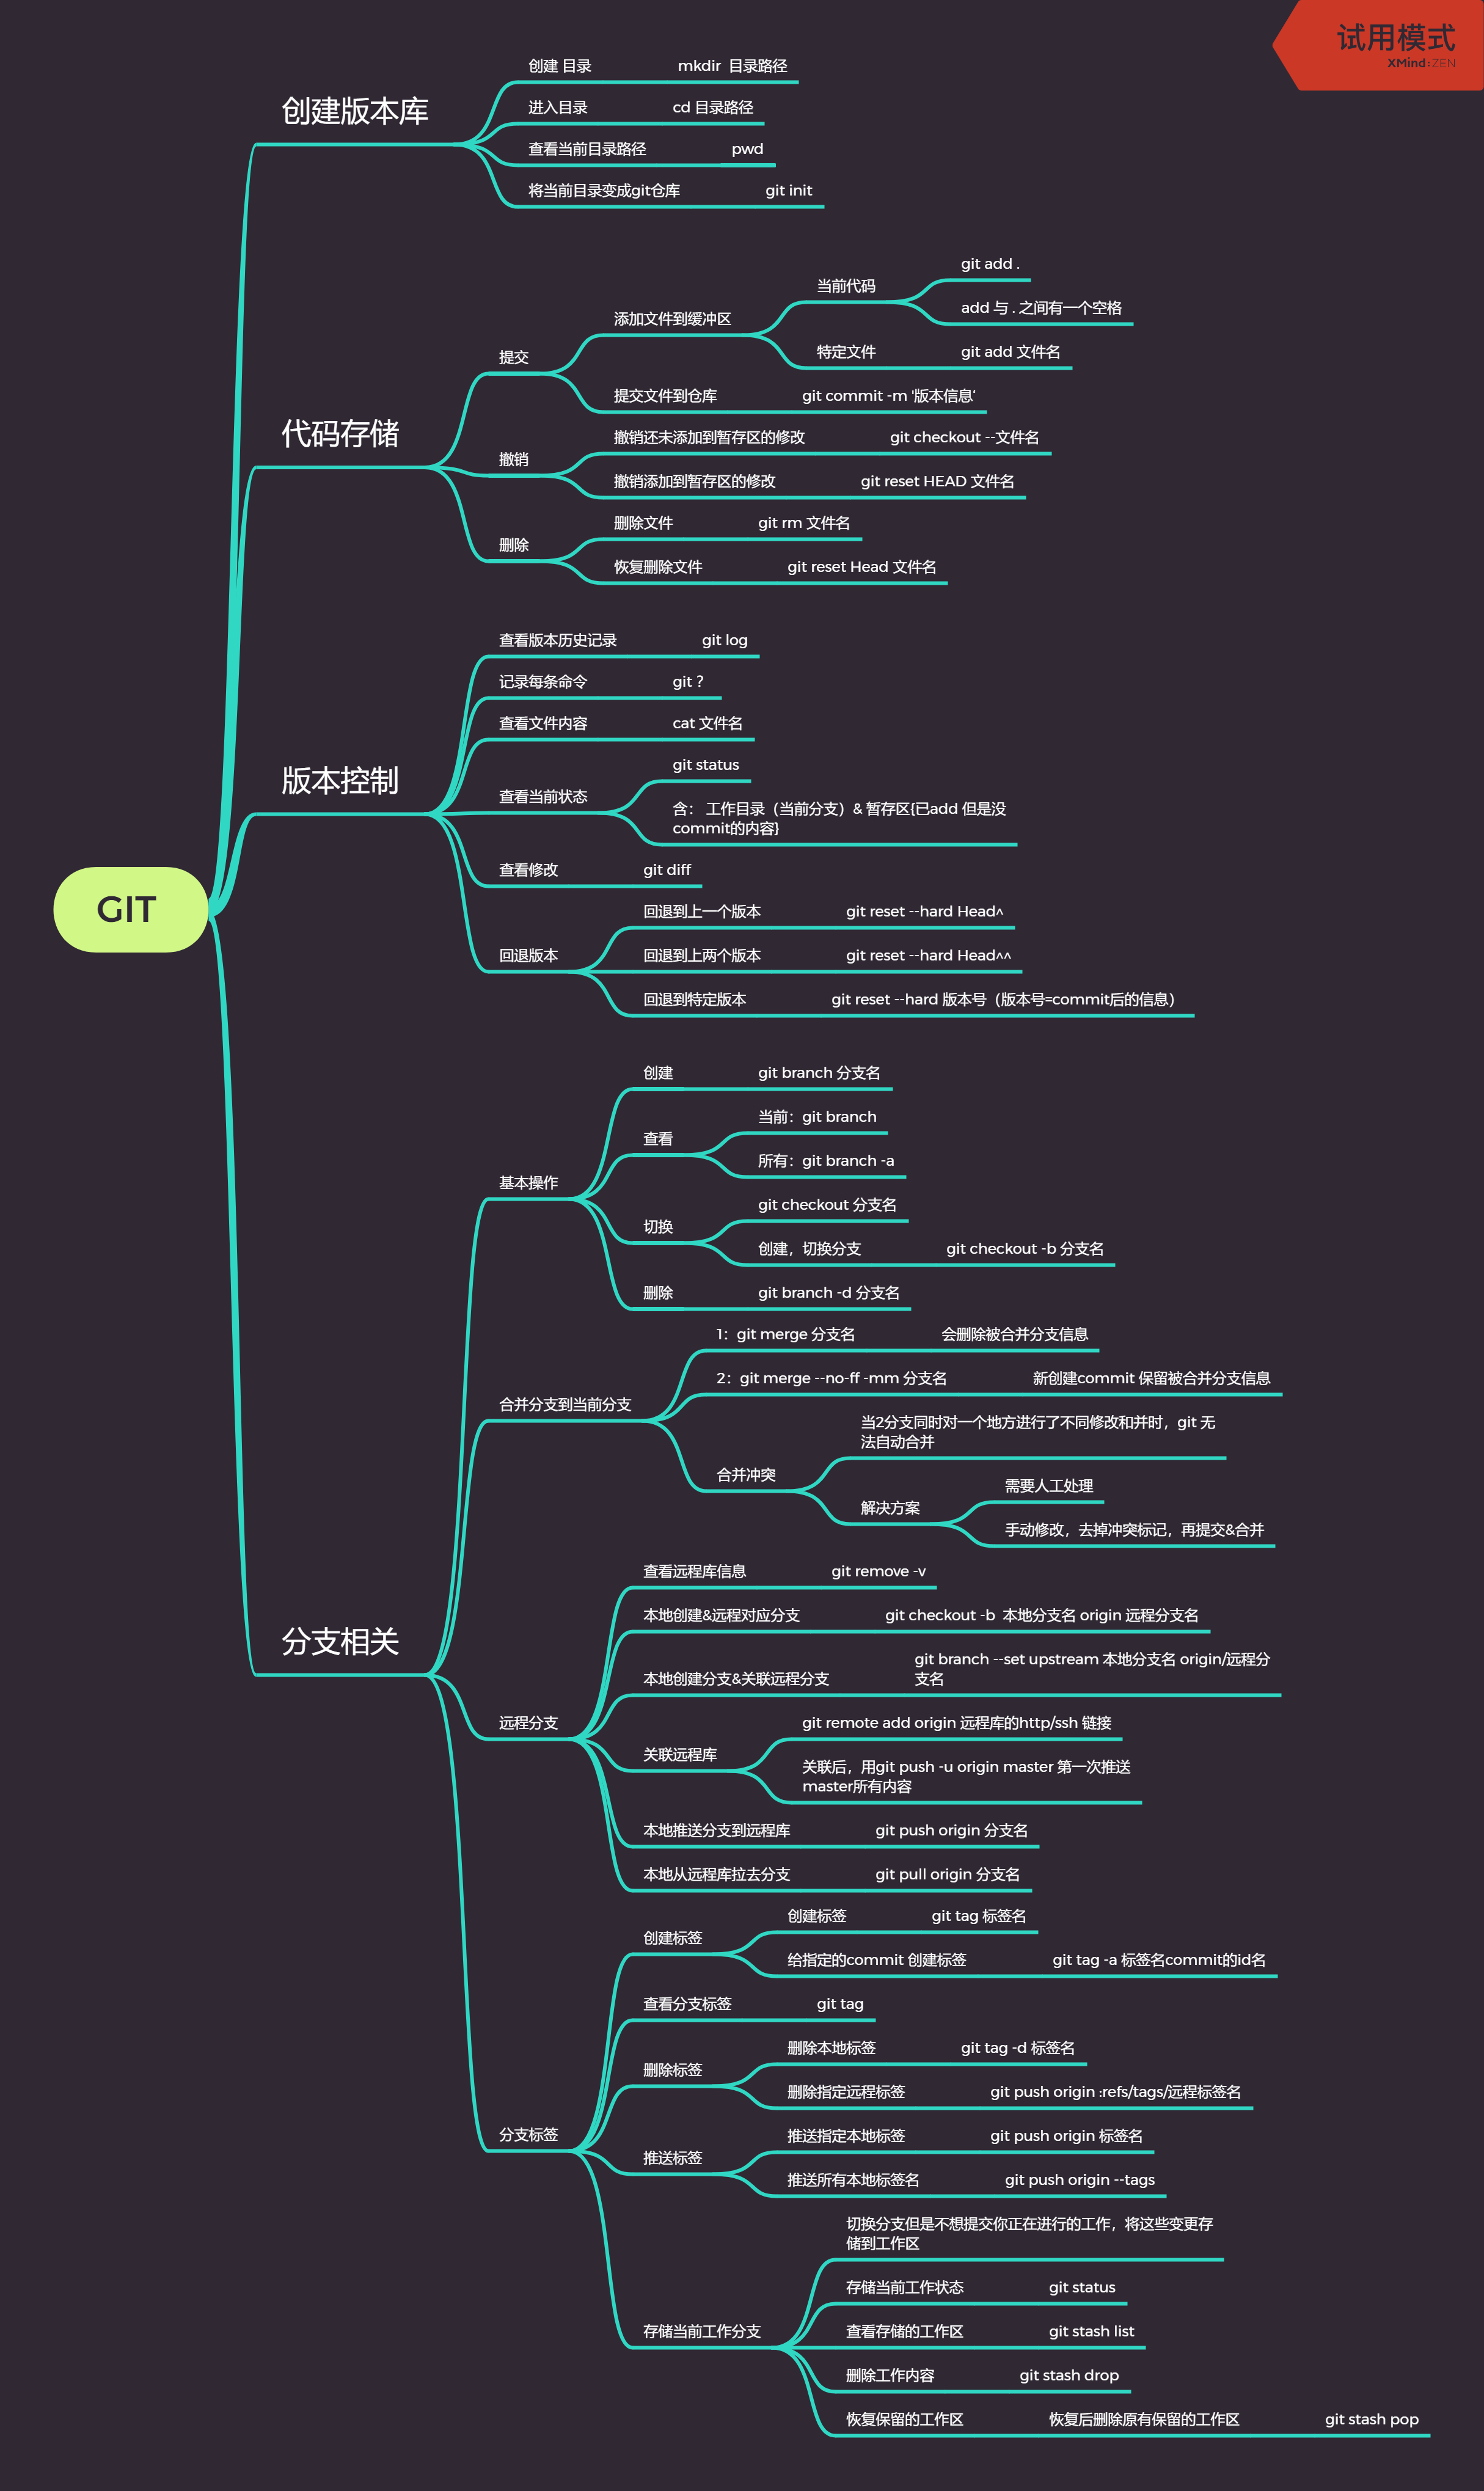 试用模式
XMind:ZEN
GIT
创建版本库
创建 目录
mkdir 目录路径
进入目录
cd 目录路径
查看当前目录路径
pwd
将当前目录变成git仓库
git init
代码存储
提交
添加文件到缓冲区
当前代码
git add .
add 与 . 之间有一个空格
特定文件
git add 文件名
提交文件到仓库
git commit -m '版本信息‘
撤销
撤销还未添加到暂存区的修改
git checkout --文件名
撤销添加到暂存区的修改
git reset HEAD 文件名
删除
删除文件
git rm 文件名
恢复删除文件
git reset Head 文件名
版本控制
查看版本历史记录
git log
记录每条命令
git ?
查看文件内容
cat 文件名
查看当前状态
git status
含： 工作目录（当前分支）& 暂存区{已add 但是没
commit的内容}
查看修改
git diff
回退版本
回退到上一个版本
git reset --hard Head^
回退到上两个版本
git reset --hard Head^^
回退到特定版本
git reset --hard 版本号（版本号=commit后的信息）
分支相关
基本操作
创建
git branch 分支名
查看
当前：git branch
所有：git branch -a
切换
git checkout 分支名
创建，切换分支
git checkout -b 分支名
删除
git branch -d 分支名
合并分支到当前分支
1：git merge 分支名
会删除被合并分支信息
2：git merge --no-ff -mm 分支名
新创建commit 保留被合并分支信息
合并冲突
当2分支同时对一个地方进行了不同修改和并时，git 无
法自动合并
解决方案
需要人工处理
手动修改，去掉冲突标记，再提交&合并
远程分支
查看远程库信息
git remove -v
本地创建&远程对应分支
git checkout -b 本地分支名 origin 远程分支名
本地创建分支&关联远程分支
git branch --set upstream 本地分支名 origin/远程分
支名
关联远程库
git remote add origin 远程库的http/ssh 链接
关联后，用git push -u origin master 第一次推送
master所有内容
本地推送分支到远程库
git push origin 分支名
本地从远程库拉去分支
git pull origin 分支名
分支标签
创建标签
创建标签
git tag 标签名
给指定的commit 创建标签
git tag -a 标签名commit的id名
查看分支标签
git tag
删除标签
删除本地标签
git tag -d 标签名
删除指定远程标签
git push origin :refs/tags/远程标签名
推送标签
推送指定本地标签
git push origin 标签名
推送所有本地标签名
git push origin --tags
存储当前工作分支
切换分支但是不想提交你正在进行的工作，将这些变更存
储到工作区
存储当前工作状态
git status
查看存储的工作区
git stash list
删除工作内容
git stash drop
恢复保留的工作区
恢复后删除原有保留的工作区
git stash pop